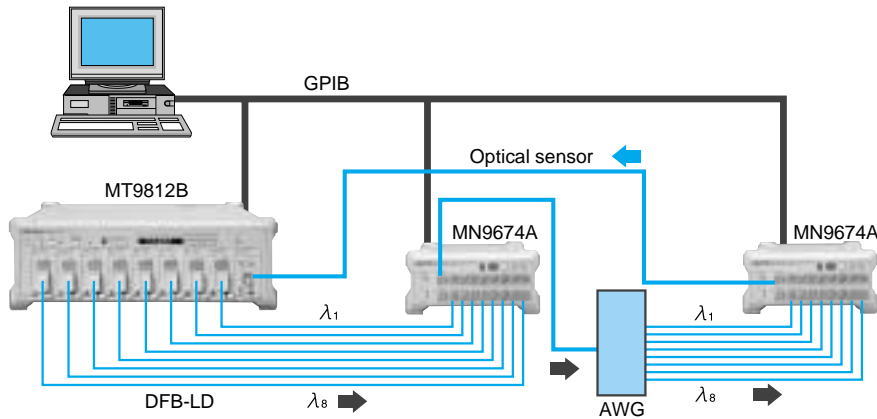 GPIB
Optical sensor
MT9812B
MN9674A
MN9674A
λ1
λ1
DFB-LD
λ8
λ8
AWG